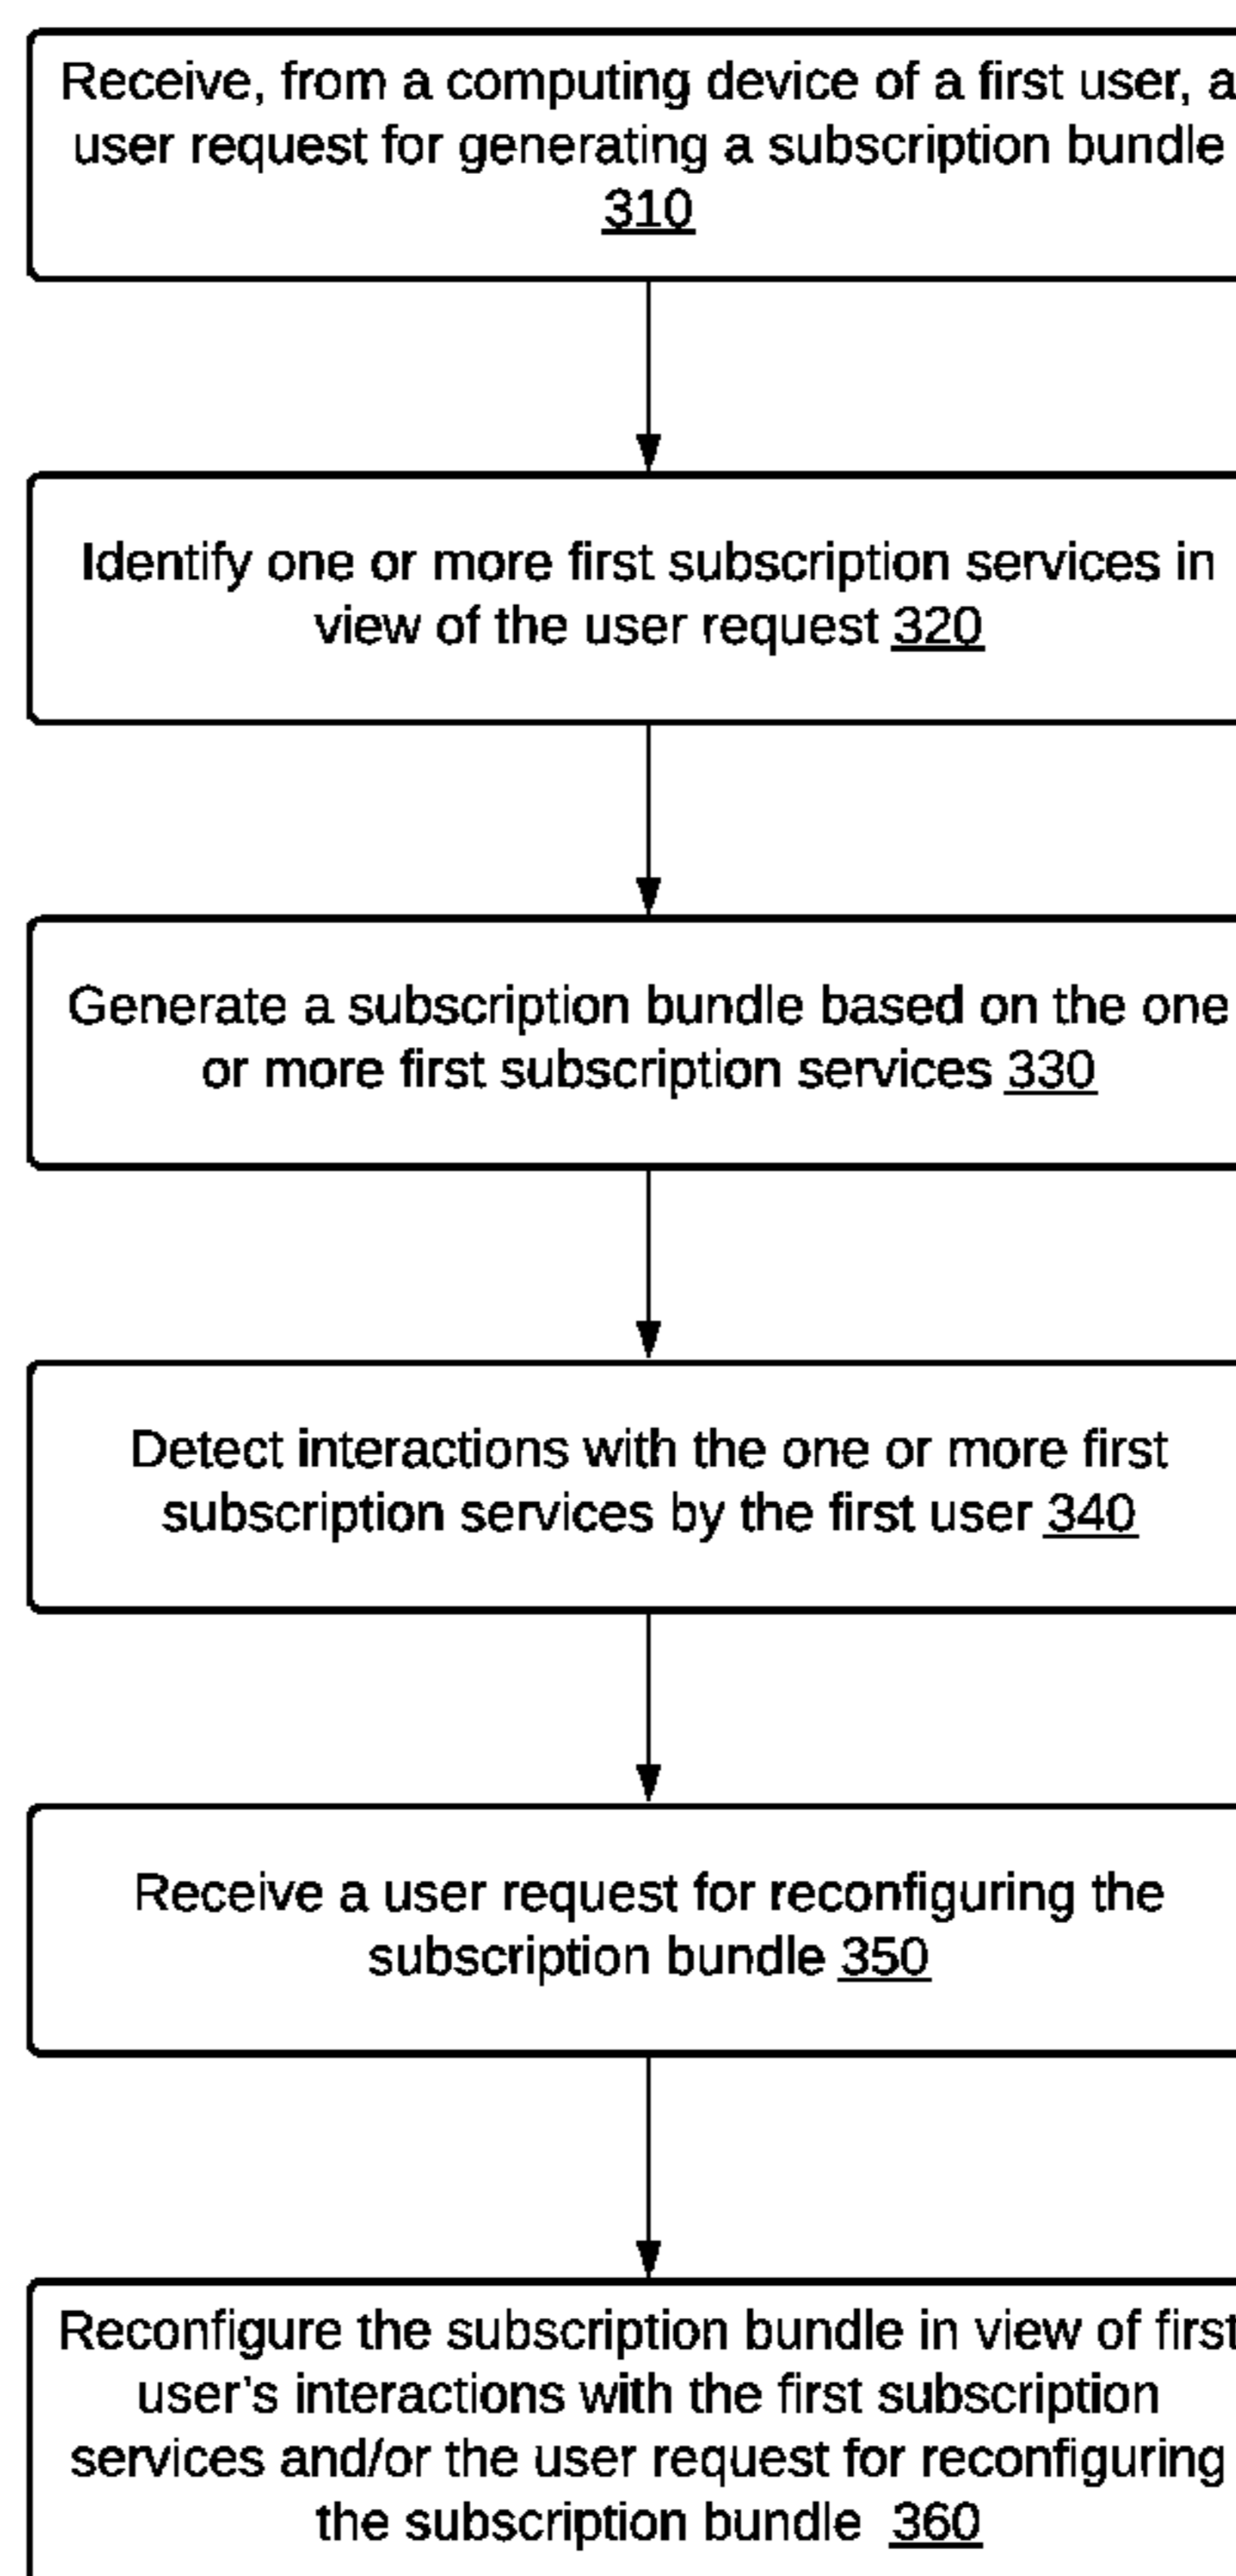 Receive, from a computing device of a first user, a
user request for generating a subscription bundle
310
Identify one or more first subscription services in
view of the user request 320
Generate a subscription bundle based on the one
or more first subscription services 330
Detect interactions with the one or more first
subscription services by the first user 340
Receive a user request for reconfiguring the
subscription bundle 350
Reconfigure the subscription bundle in view of first
user's interactions with the first subscription
services and/or the user request for reconfiguring
the subscription bundle 360